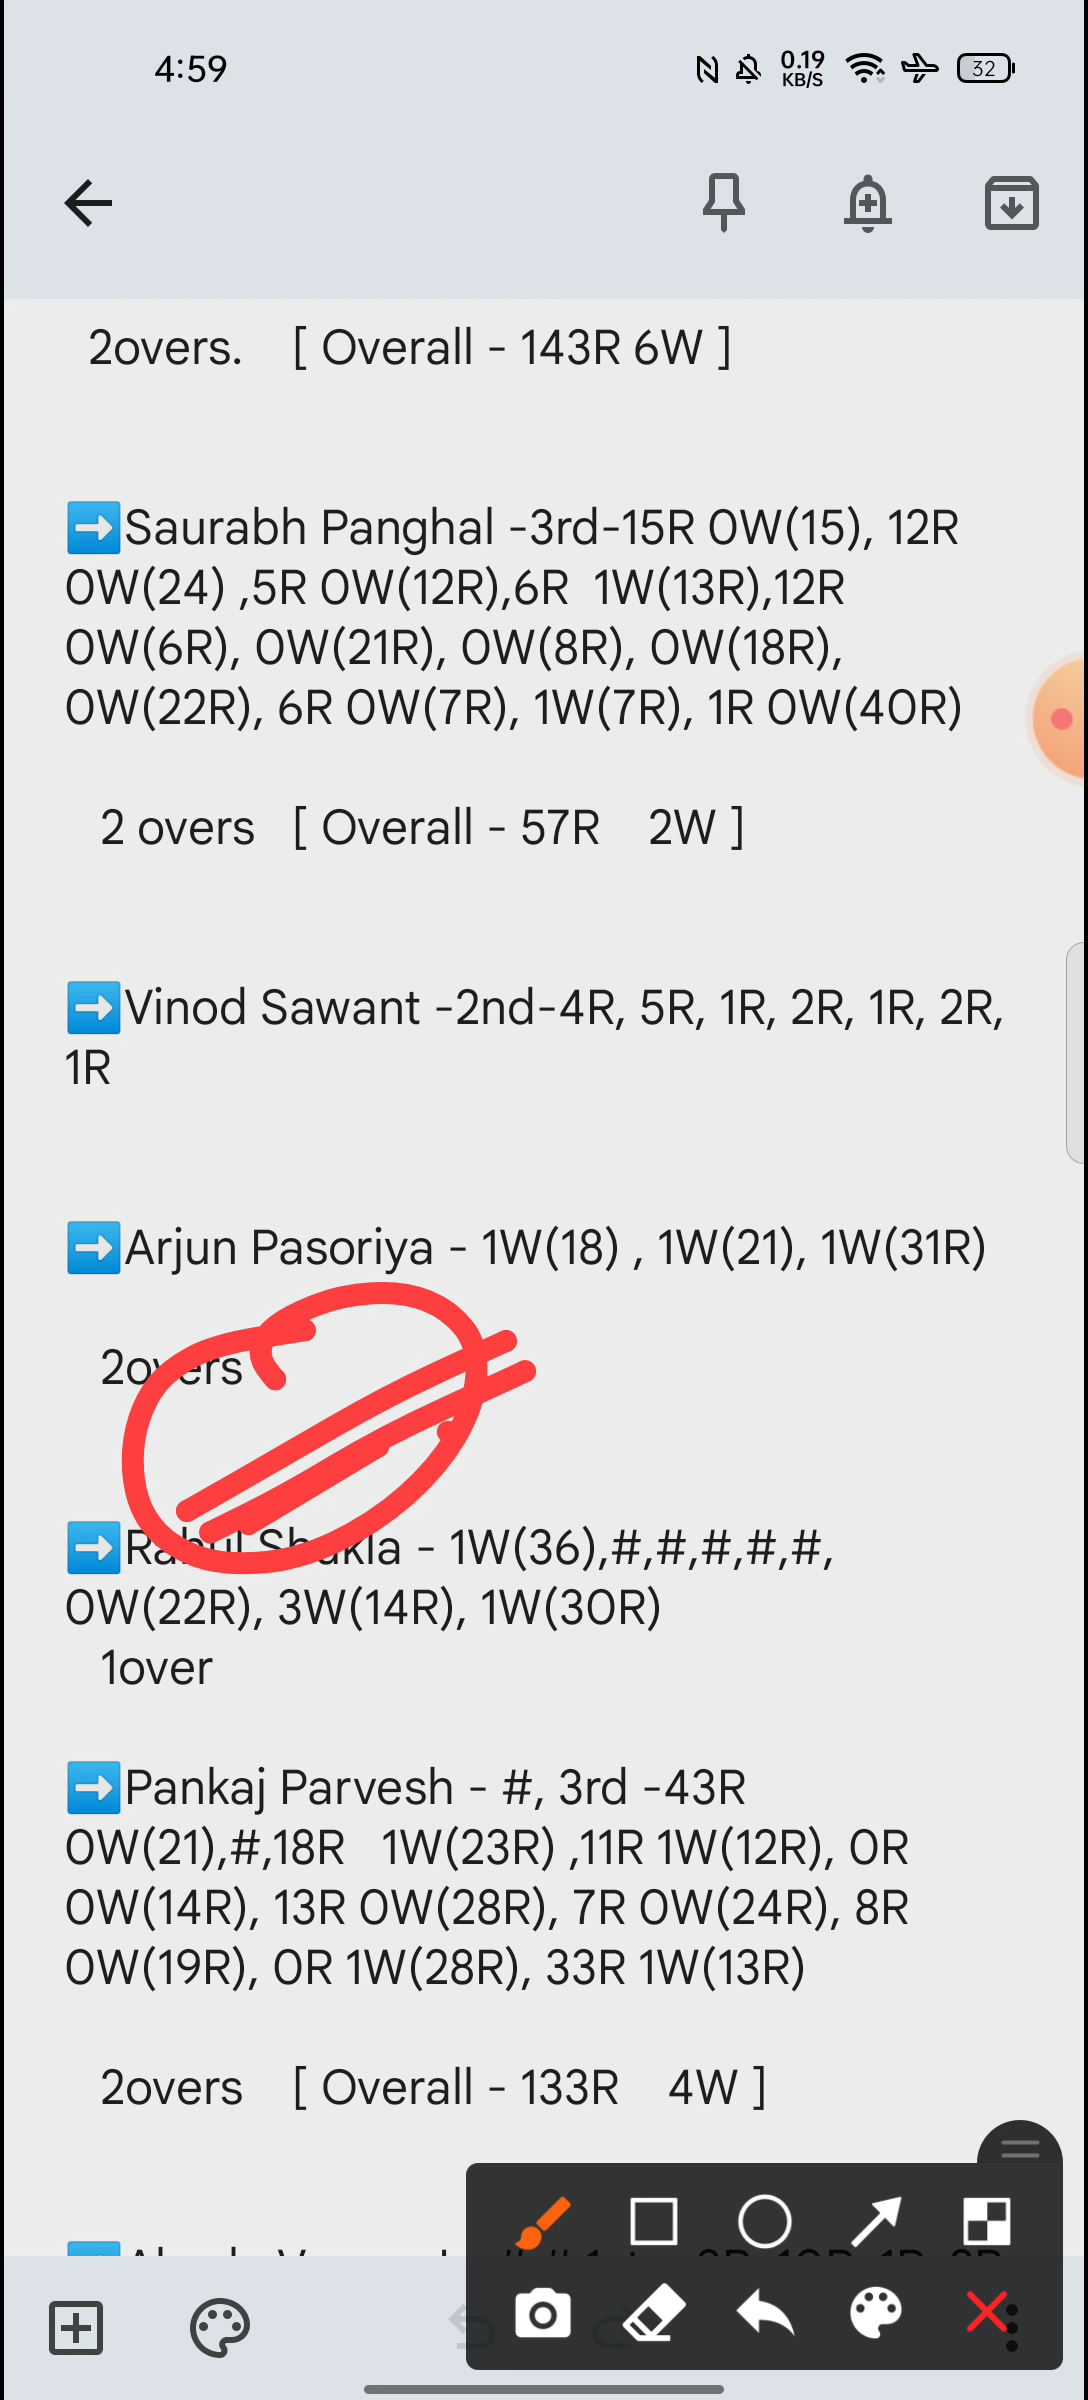 4:59 0.19 KB/S 32
2overs. [ Overall - 143R 6W ]
Saurabh Panghal -3rd-15R 0W(15), 12R
0W(24) ,5R 0W(12R),6R 1W(13R),12R
0W(6R), 0W(21R), 0W(8R), 0W(18R),
0W(22R), 6R 0W(7R), 1W(7R), 1R 0W(40R)
2 overs [ Overall - 57R 2W ]
Vinod Sawant -2nd-4R, 5R, 1R, 2R, 1R, 2R,
1R
Arjun Pasoriya - 1W(18) , 1W(21), 1W(31R)
2overs
Rahul Shukla - 1W(36),#,#,#,#,#,
0W(22R), 3W(14R), 1W(30R)
1over
Pankaj Parvesh - #, 3rd -43R
0W(21),#,18R 1W(23R) ,11R 1W(12R), 0R
0W(14R), 13R 0W(28R), 7R 0W(24R), 8R
0W(19R), 0R 1W(28R), 33R 1W(13R)
2overs [ Overall - 133R 4W ]